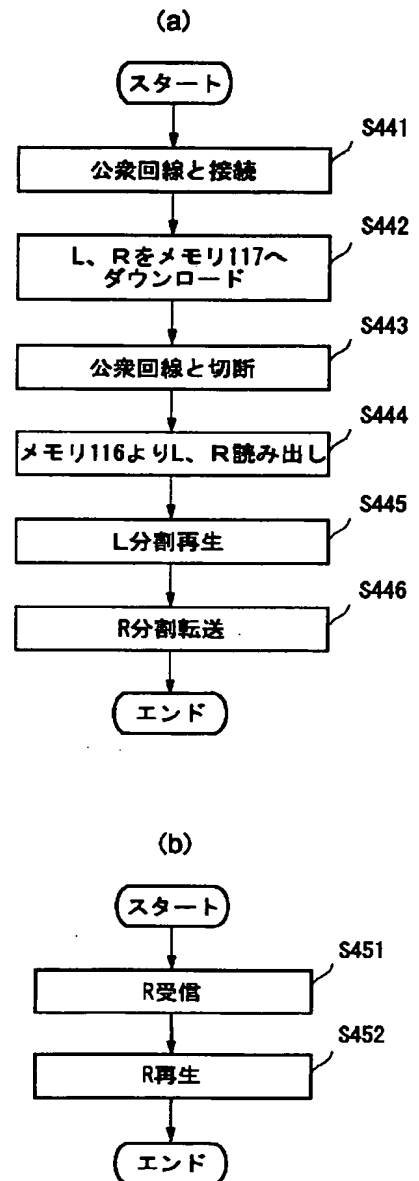 (a)
スタート
S441
公衆回線と接続
S442
L、Rをメモリ117へ
ダウンロード
S443
公衆回線と切断
S444
メモリ116よりL、R読み出し
S445
L分割再生
S446
R分割転送
エンド
(b)
スタート
S451
R受信
S452
R再生
エンド